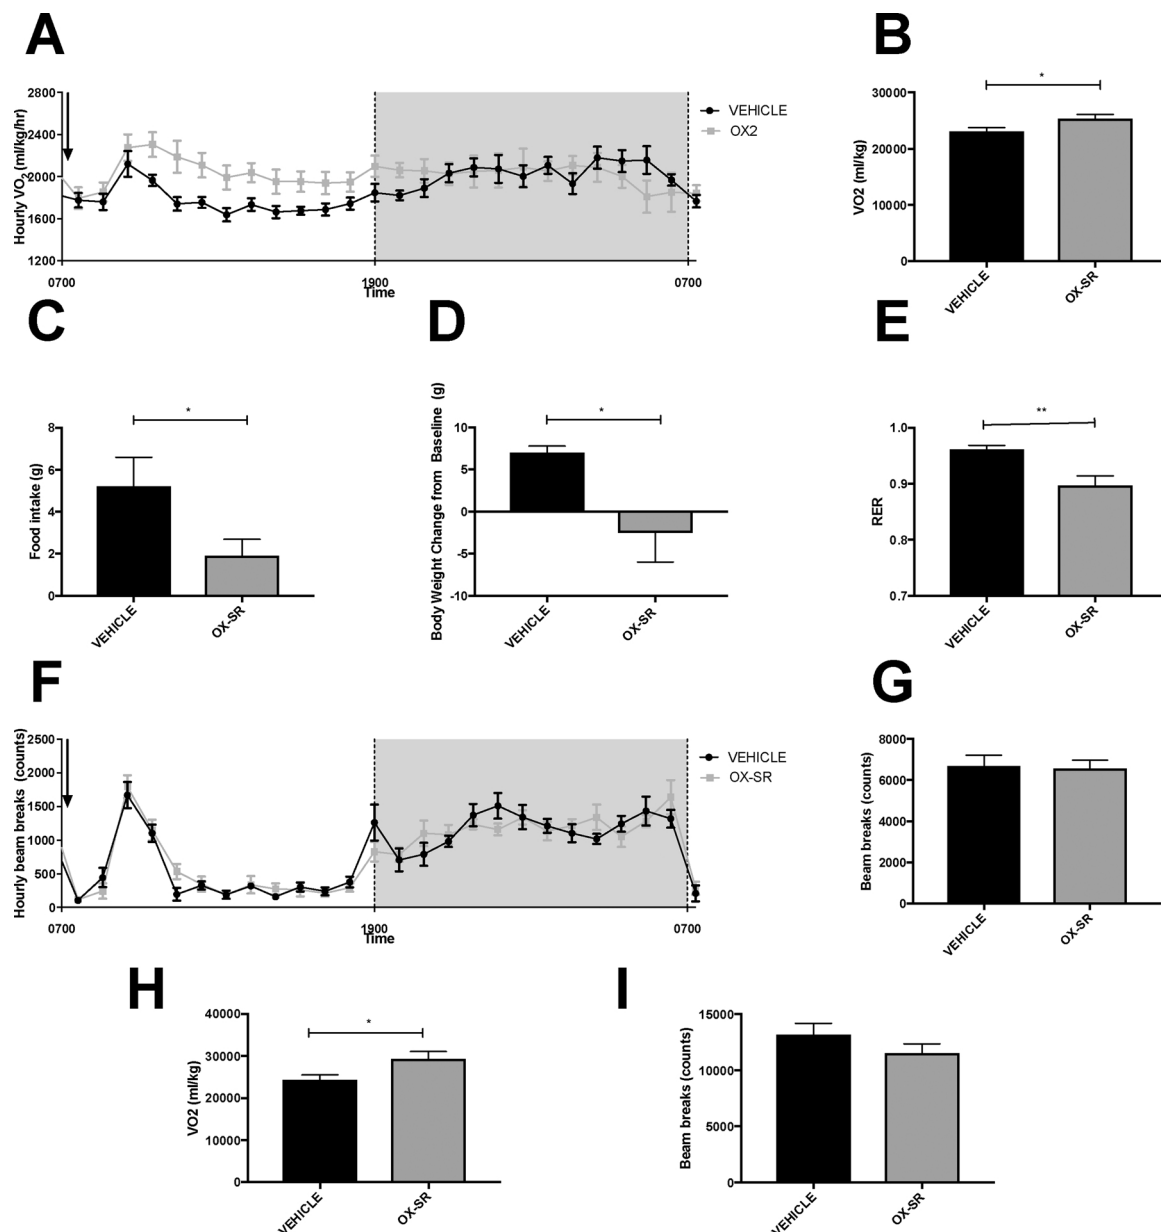 A
B
2800
2400
2000
1600
1200
Hourly VO2 (ml/kg/hr)
VEHICLE
OX2
0700
1900
0700
Time
*
30000
20000
10000
0
VO2 (ml/kg)
VEHICLE
OX-SR
C
D
E
*
8
6
4
2
0
Food intake (g)
VEHICLE
OX-SR
*
10
5
0
-5
-10
Body Weight Change from Baseline (g)
VEHICLE
OX-SR
**
1.0
0.9
0.8
0.7
RER
VEHICLE
OX-SR
F
G
2500
2000
1500
1000
500
0
Hourly beam breaks (counts)
VEHICLE
OX-SR
0700
1900
0700
Time
8000
6000
4000
2000
0
Beam breaks (counts)
VEHICLE
OX-SR
H
I
*
40000
30000
20000
10000
0
VO2 (ml/kg)
VEHICLE
OX-SR
15000
10000
5000
0
Beam breaks (counts)
VEHICLE
OX-SR